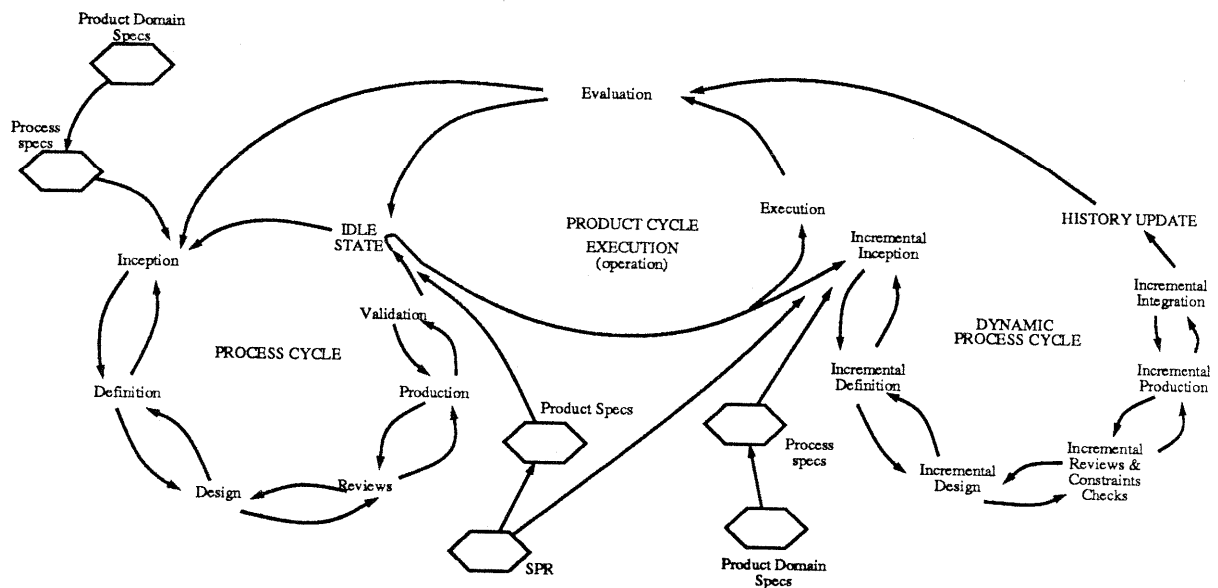 Product Domain
Specs
Process
specs
Evaluation
Inception
IDLE
STATE
PRODUCT CYCLE
EXECUTION
(operation)
Execution
Incremental
Inception
HISTORY UPDATE
Validation
PROCESS CYCLE
Definition
Production
Design
Reviews
Product Specs
SPR
Process
specs
Product Domain
Specs
Incremental
Definition
DYNAMIC
PROCESS CYCLE
Incremental
Integration
Incremental
Production
Incremental
Design
Incremental
Reviews &
Constraints
Checks